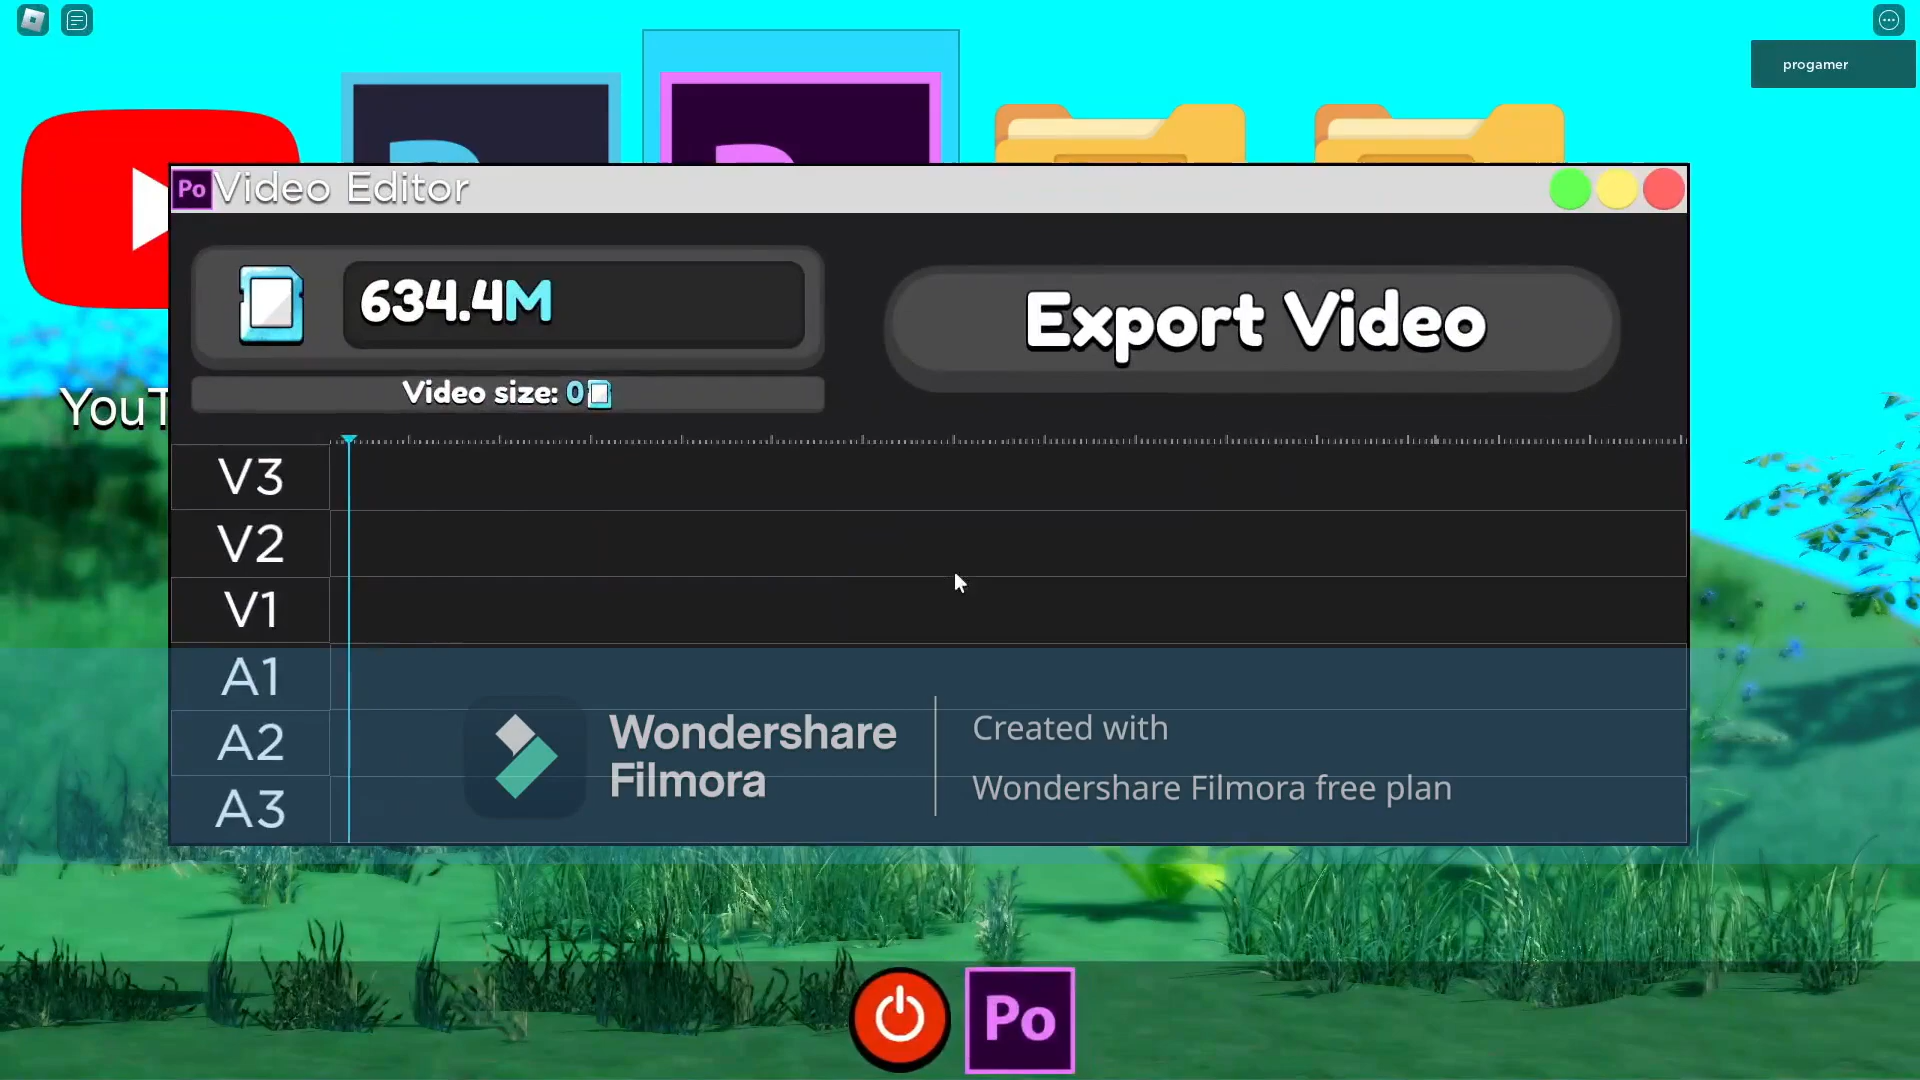 progamer
Po Video Editor
634.4M
Export Video
Video size: 0
YouT
V3
V2
V1
A1
A2
A3
Wondershare
Filmora
Created with
Wondershare Filmora free plan
Po